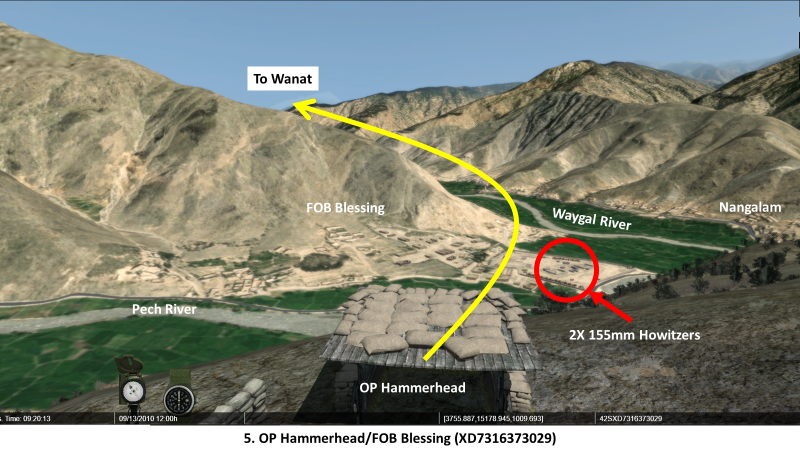 To Wanat
FOB Blessing
Waygal River
Nangalam
Pech River
2X 155mm Howitzers
OP Hammerhead
s. Time: 09:20:13
09/13/2010 12:00h
[3755.887,15178.945,1009.693]
42SXD7316373029
5. OP Hammerhead/FOB Blessing (XD7316373029)